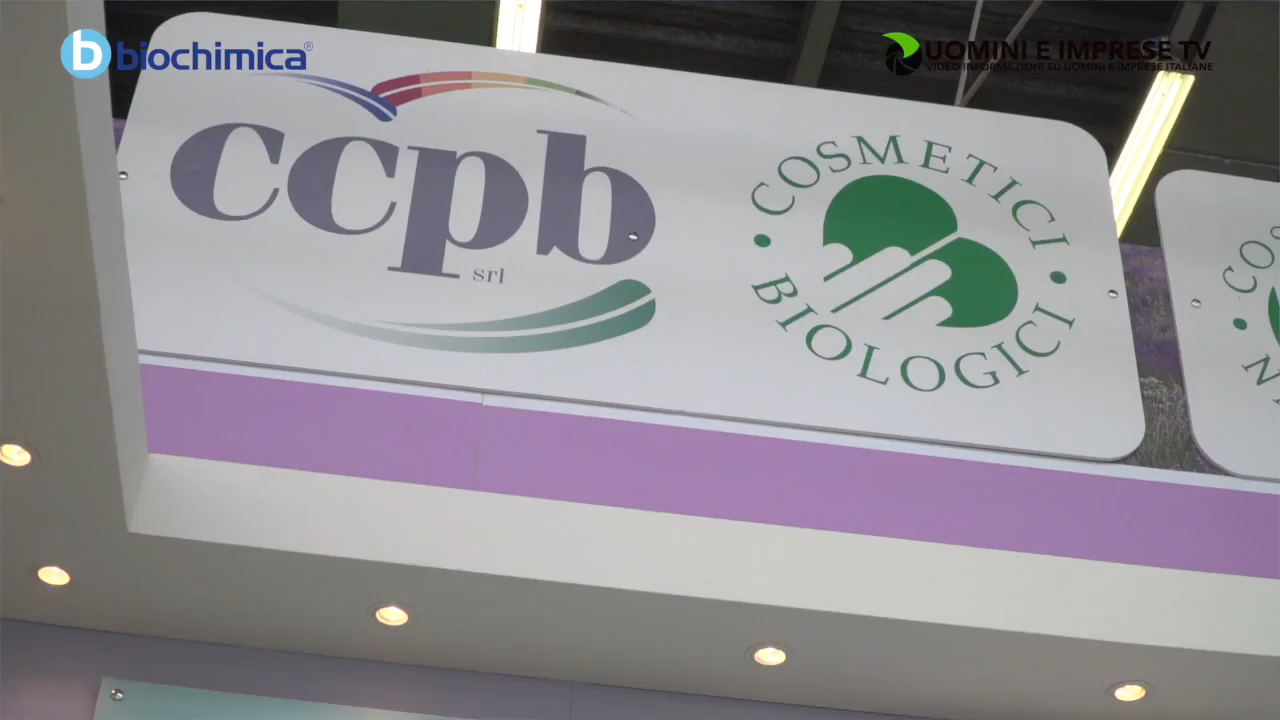 biochimica®
UOMINI E IMPRESE TV
VIDEO INFORMAZIONI SU UOMINI E IMPRESE ITALIANE
ccpb
srl
COSMETICI
BIOLOGICI